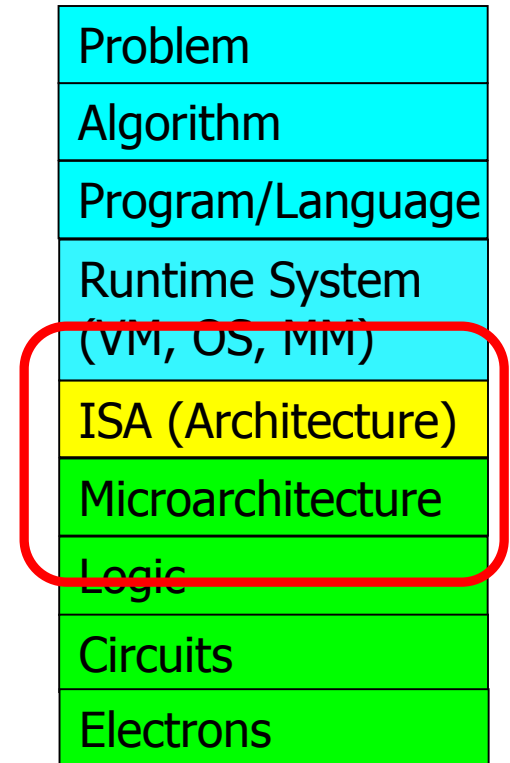 Problem
Algorithm
Program/Language
Runtime System
(VM, OS, MM)
ISA (Architecture)
Microarchitecture
Logic
Circuits
Electrons